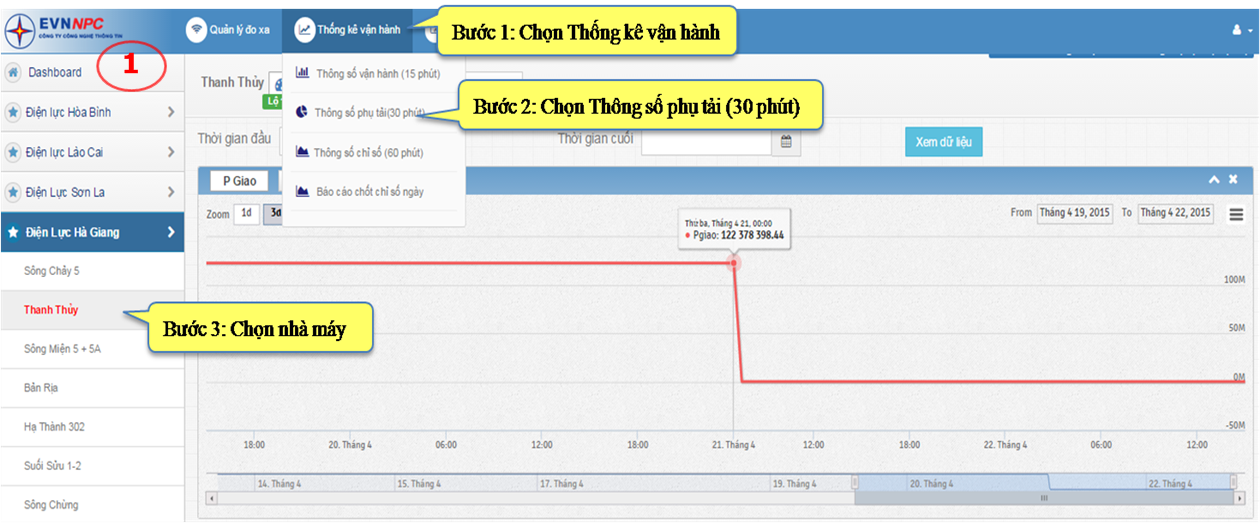 EVNNPC
CÔNG TY CÔNG NGHỆ THÔNG TIN
Quản lý đo xa
Thống kê vận hành
Bước 1: Chọn Thống kê vận hành
Dashboard
1
Thanh Thủy
Lộ
Thông số vận hành (15 phút)
Thông số phụ tải(30 phút)
Thông số chỉ số (60 phút)
Báo cáo chốt chỉ số ngày
Bước 2: Chọn Thông số phụ tải (30 phút)
Điện lực Hòa Bình
Điện lực Lào Cai
Điện Lực Sơn La
Điện Lực Hà Giang
Sông Chảy 5
Thanh Thủy
Sông Miện 5 + 5A
Bản Rịa
Hạ Thành 302
Suối Sửu 1-2
Sông Chừng
Bước 3: Chọn nhà máy
Thời gian đầu
Thời gian cuối
Xem dữ liệu
P Giao
Zoom 1d 3d
From Tháng 4 19, 2015 To Tháng 4 22, 2015
Thứ ba, Tháng 4 21, 00:00
Pgiao: 122 378 398.44
100M
50M
0M
-50M
18:00 20. Tháng 4 06:00 12:00 18:00 21. Tháng 4 12:00 18:00 22. Tháng 4 06:00 12:00
14. Tháng 4 15. Tháng 4 17. Tháng 4 19. Tháng 4 20. Tháng 4 22. Tháng 4